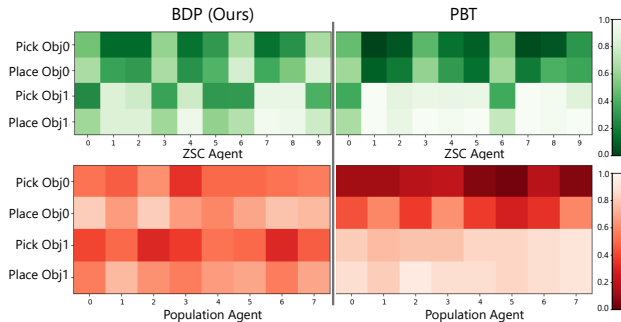 BDP (Ours) PBT
Pick Obj0
Place Obj0
Pick Obj1
Place Obj1
1.0
0.8
0.6
0.4
0.2
0.0
0 1 2 3 4 5 6 7 8 9
0 1 2 3 4 5 6 7 8 9
ZSC Agent ZSC Agent
Pick Obj0
Place Obj0
Pick Obj1
Place Obj1
1.0
0.8
0.6
0.4
0.2
0.0
0 1 2 3 4 5 6 7
0 1 2 3 4 5 6 7
Population Agent Population Agent